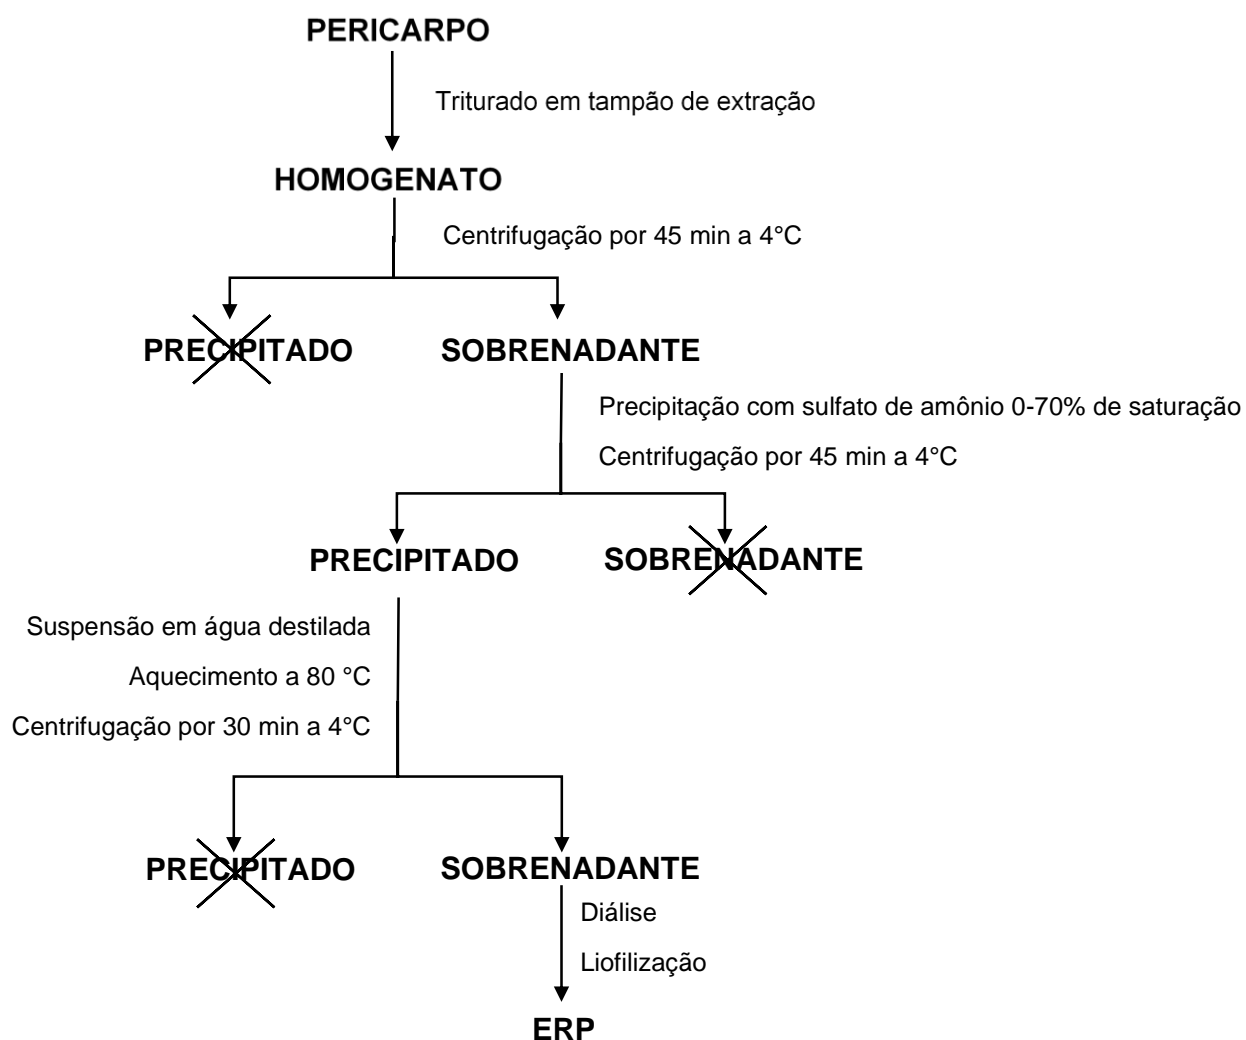 PERICARPO
Triturado em tampão de extração
HOMOGENATO
Centrifugação por 45 min a 4°C
PRECIPITADO
SOBRENADANTE
Precipitação com sulfato de amônio 0-70% de saturação
Centrifugação por 45 min a 4°C
PRECIPITADO
SOBRENADANTE
Suspensão em água destilada
Aquecimento a 80 °C
Centrifugação por 30 min a 4°C
PRECIPITADO
SOBRENADANTE
Diálise
Liofilização
ERP